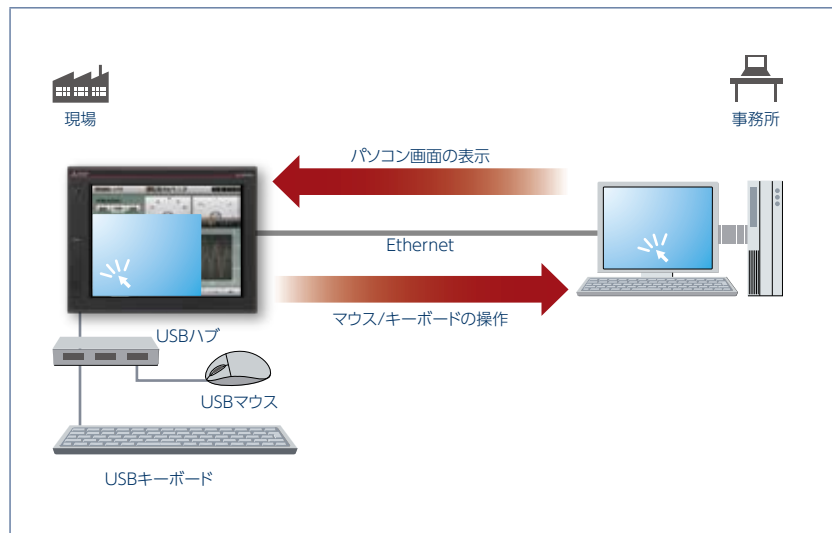 現場
事務所
パソコン画面の表示
Ethernet
マウス/キーボードの操作
USBハブ
USBマウス
USBキーボード